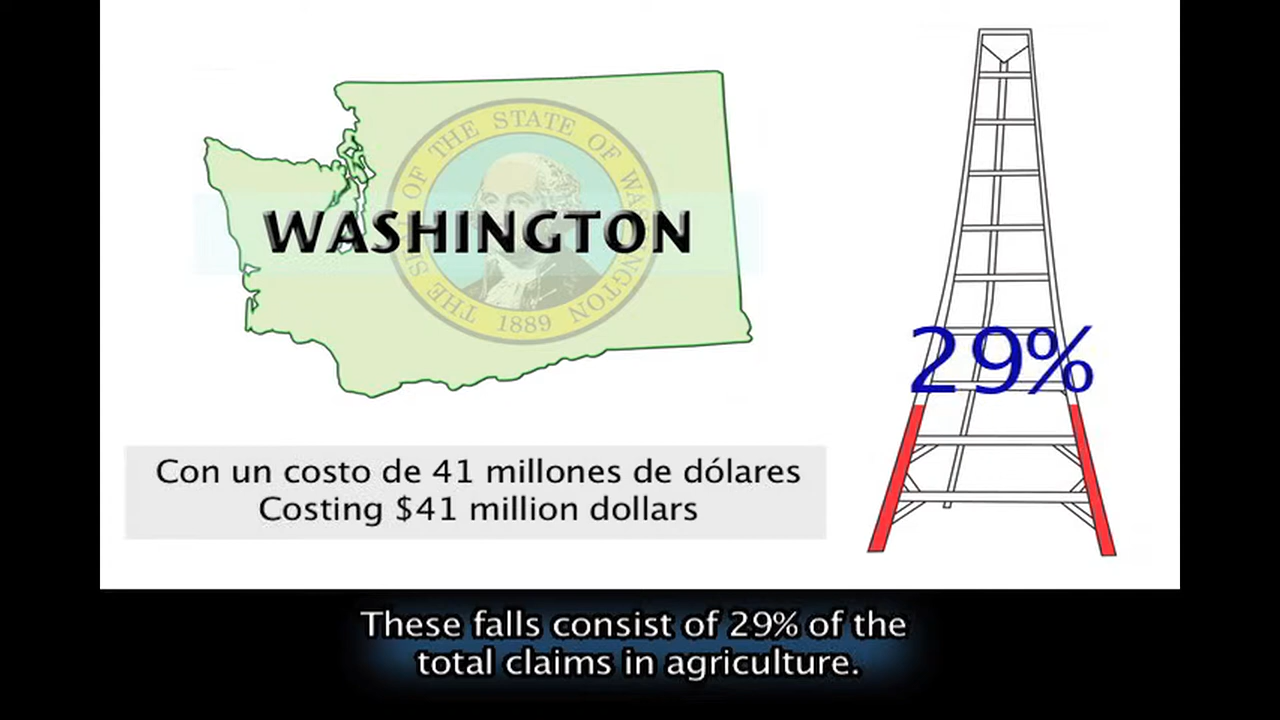 THE SEAL OF THE STATE OF WASHINGTON
1889
WASHINGTON
29%
Con un costo de 41 millones de dólares
Costing $41 million dollars
These falls consist of 29% of the
total claims in agriculture.